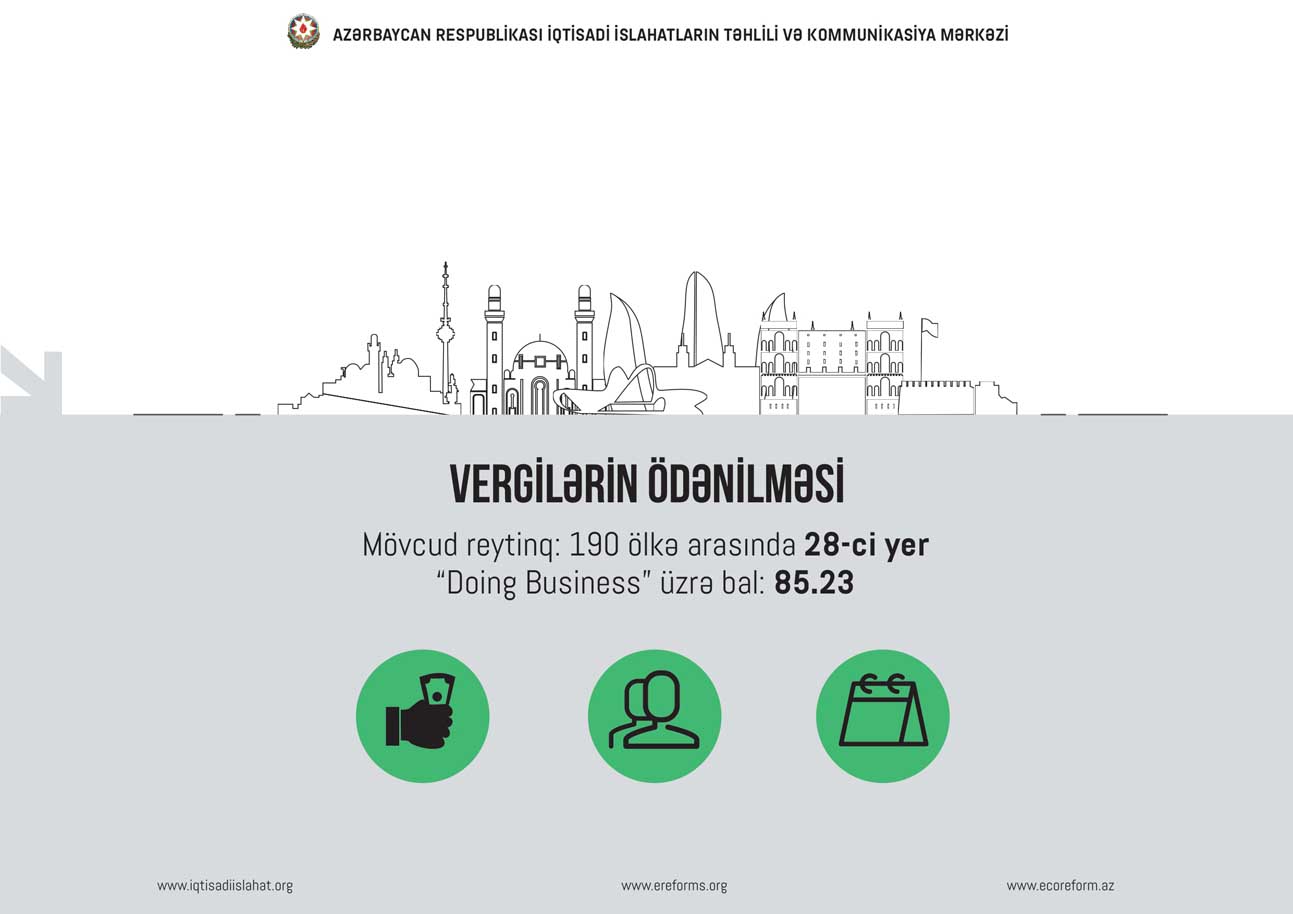 AZƏRBAYCAN RESPUBLİKASI İQTİSADİ İSLAHATLARIN TƏHLİLİ VƏ KOMMUNİKASİYA MƏRKƏZİ
VERGİLƏRİN ÖDƏNİLMƏSİ
Mövcud reytinq: 190 ölkə arasında 28-ci yer
“Doing Business” üzrə bal: 85.23
www.iqtisadiislahat.org
www.ereforms.org
www.ecoreform.az